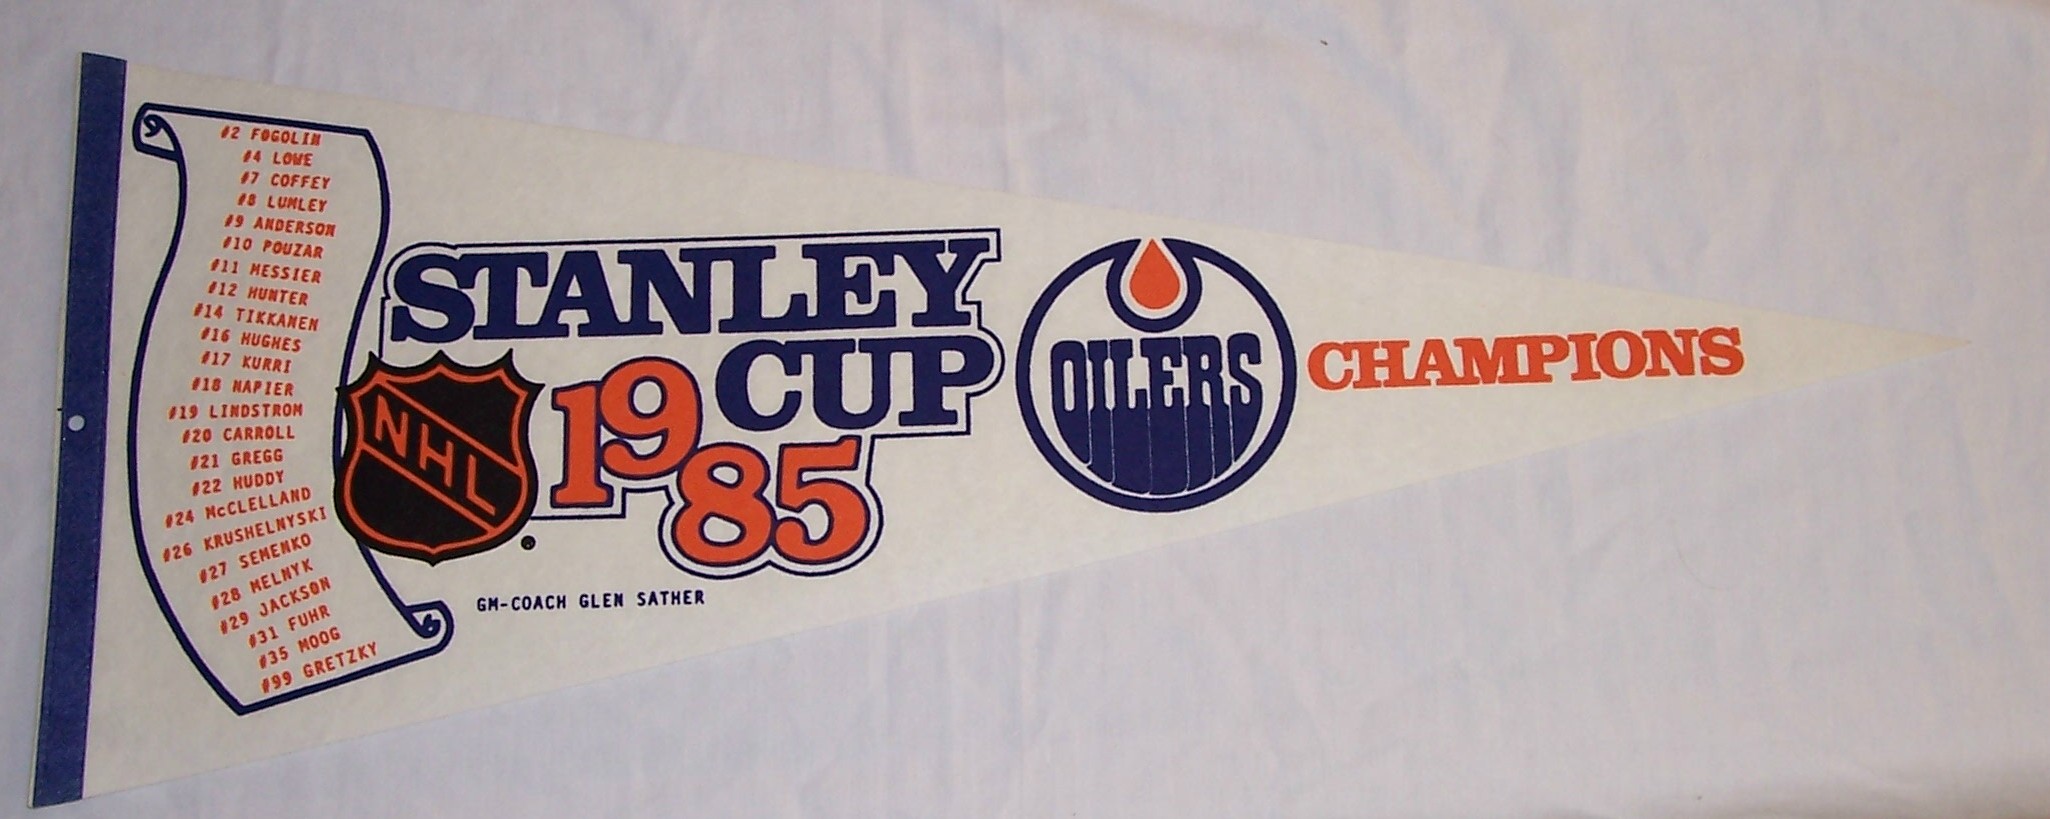 #2 FOGOLIN
#4 LOWE
#7 COFFEY
#8 LUMLEY
#9 ANDERSON
#10 POUZAR
#11 MESSIER
#12 HUNTER
#14 TIKKANEN
#16 HUGHES
#17 KURRI
#18 NAPIER
#19 LINDSTROM
#20 CARROLL
#21 GREGG
#22 HUDDY
#24 McCLELLAND
#26 KRUSHELNYSKI
#27 SEMENKO
#28 MELNYK
#29 JACKSON
#31 FUHR
#35 MOOG
#99 GRETZKY
NHL
STANLEY
CUP
1985
GM-COACH GLEN SATHER
OILERS
CHAMPIONS